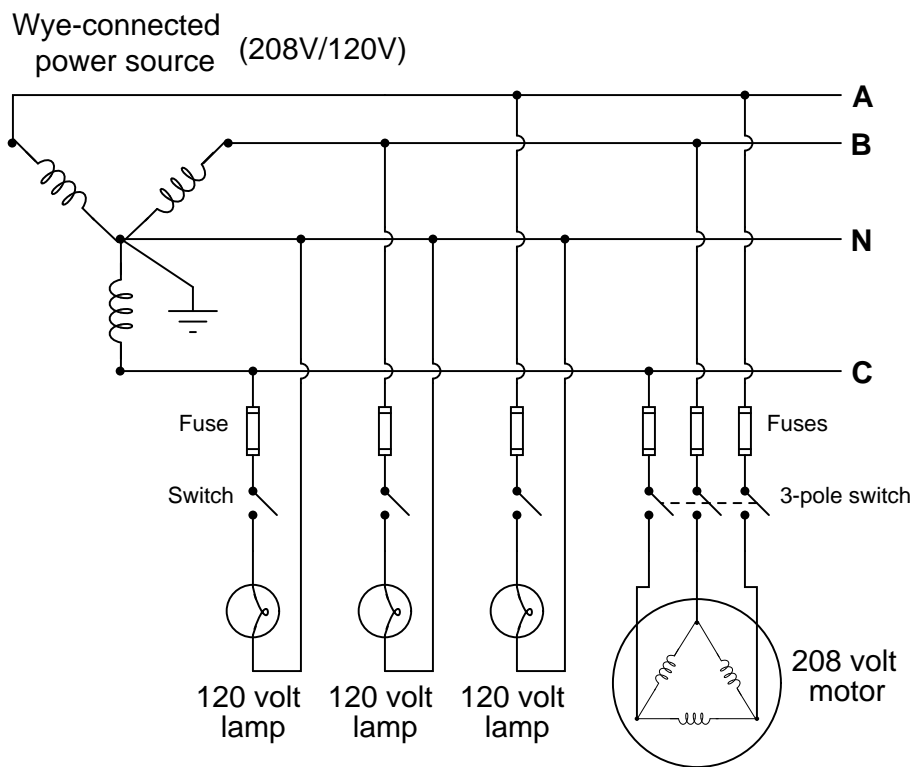 Wye-connected
power source (208V/120V)
A
B
N
C
Fuse
Fuses
Switch
3-pole switch
120 volt
lamp
120 volt
lamp
120 volt
lamp
208 volt
motor